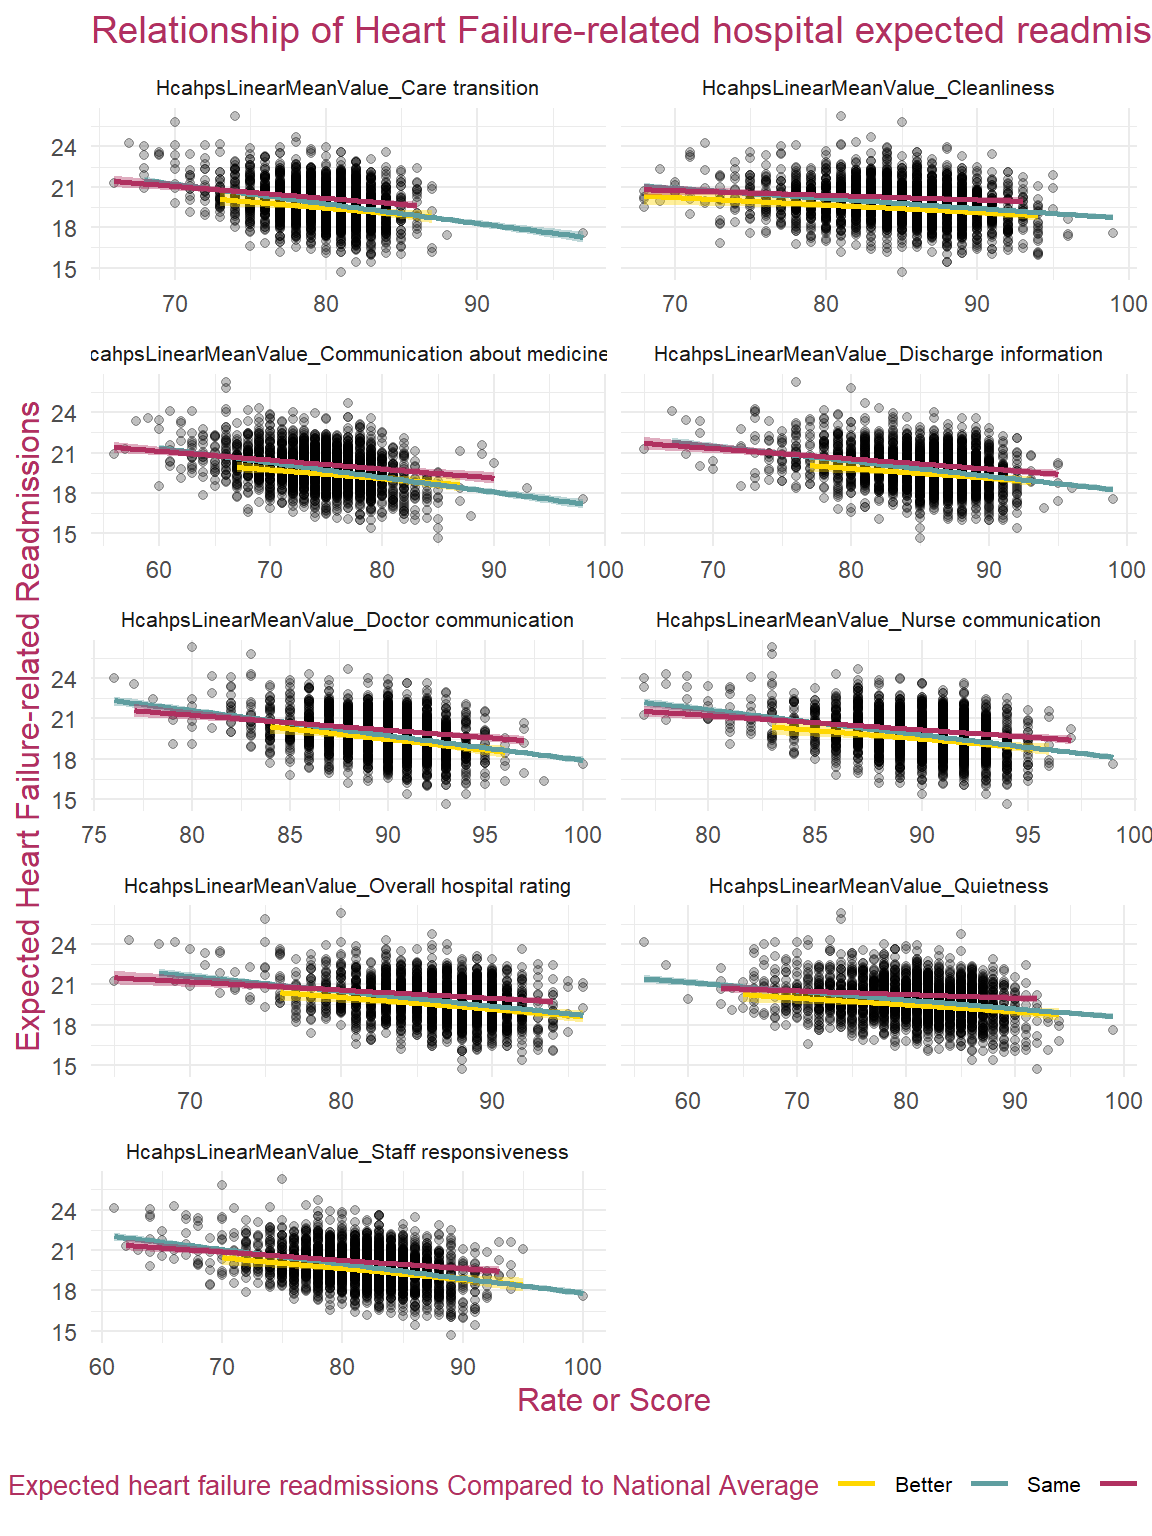 Relationship of Heart Failure-related hospital expected readmis
HcahpsLinearMeanValue_Care transition
HcahpsLinearMeanValue_Cleanliness
24
21
18
15
70 80 90
70 80 90 100
cahpsLinearMeanValue_Communication about medicine
HcahpsLinearMeanValue_Discharge information
24
21
18
15
60 70 80 90 100
70 80 90 100
HcahpsLinearMeanValue_Doctor communication
HcahpsLinearMeanValue_Nurse communication
24
21
18
15
75 80 85 90 95 100
80 85 90 95 100
HcahpsLinearMeanValue_Overall hospital rating
HcahpsLinearMeanValue_Quietness
24
21
18
15
70 80 90
60 70 80 90 100
HcahpsLinearMeanValue_Staff responsiveness
24
21
18
15
60 70 80 90 100
Expected Heart Failure-related Readmissions
Rate or Score
Expected heart failure readmissions Compared to National Average Better Same